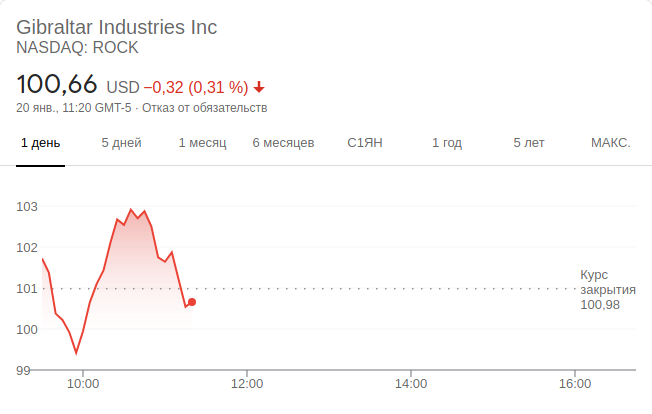 Gibraltar Industries Inc
NASDAQ: ROCK
100,66 USD −0,32 (0,31 %)
20 янв., 11:20 GMT-5 · Отказ от обязательств
1 день 5 дней 1 месяц 6 месяцев С1ЯН 1 год 5 лет МАКС.
103
102
101
100
99
Курс
закрытия
100,98
10:00 12:00 14:00 16:00